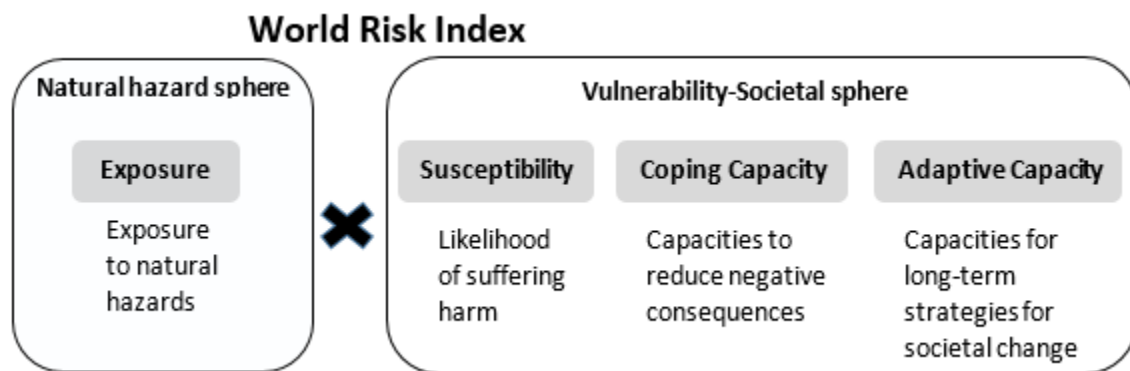 World Risk Index
Natural hazard sphere
Exposure
Exposure
to natural
hazards
Vulnerability-Societal sphere
Susceptibility
Likelihood
of suffering
harm
Coping Capacity
Capacities to
reduce negative
consequences
Adaptive Capacity
Capacities for
long-term
strategies for
societal change